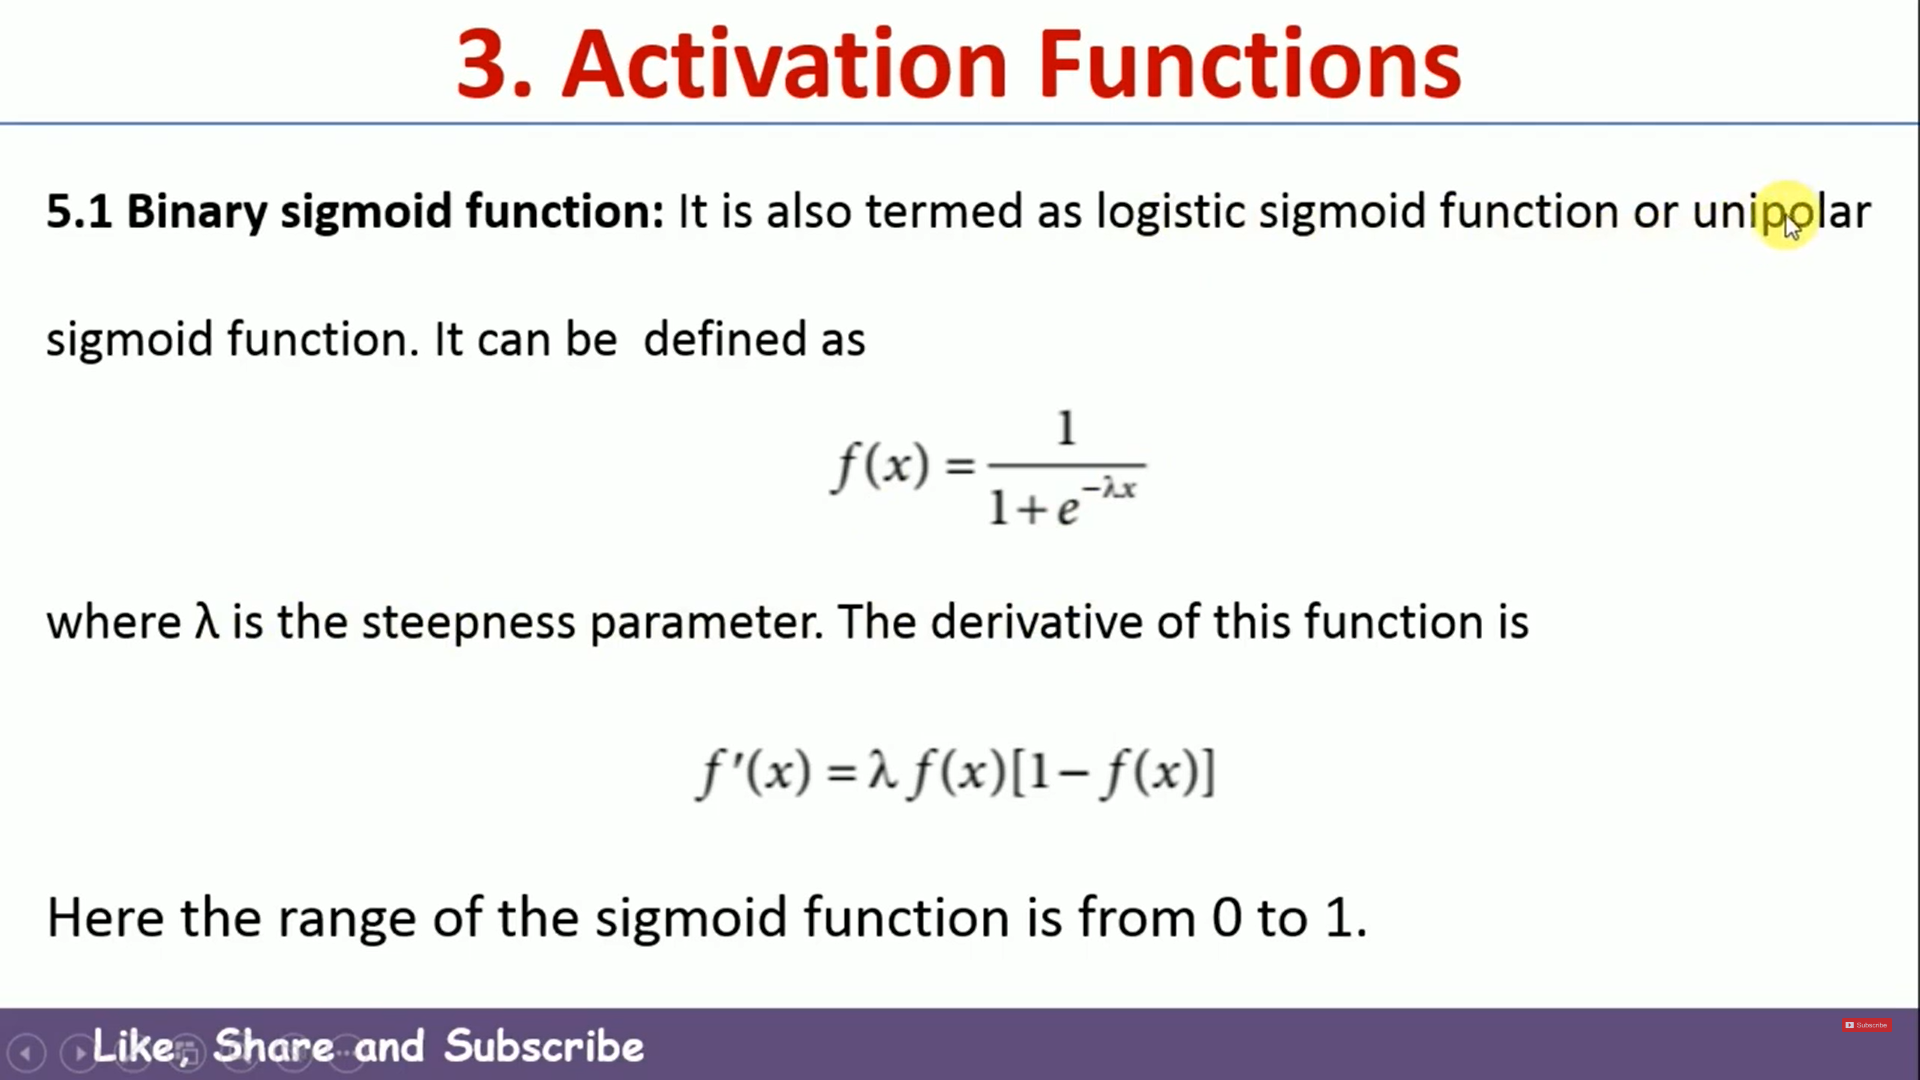 3. Activation Functions
5.1 Binary sigmoid function: It is also termed as logistic sigmoid function or unipolar
sigmoid function. It can be defined as
f(x) = 1 / (1 + e^{-λx})
where λ is the steepness parameter. The derivative of this function is
f'(x) = λ f(x)[1 − f(x)]
Here the range of the sigmoid function is from 0 to 1.
Like, Share and Subscribe
Subscribe